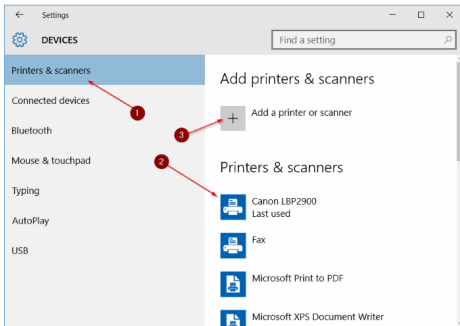 Settings
DEVICES
Find a setting
Printers & scanners
Connected devices
Bluetooth
Mouse & touchpad
Typing
AutoPlay
USB
1
2
3
Add printers & scanners
Add a printer or scanner
Printers & scanners
Canon LBP2900
Last used
Fax
Microsoft Print to PDF
Microsoft XPS Document Writer